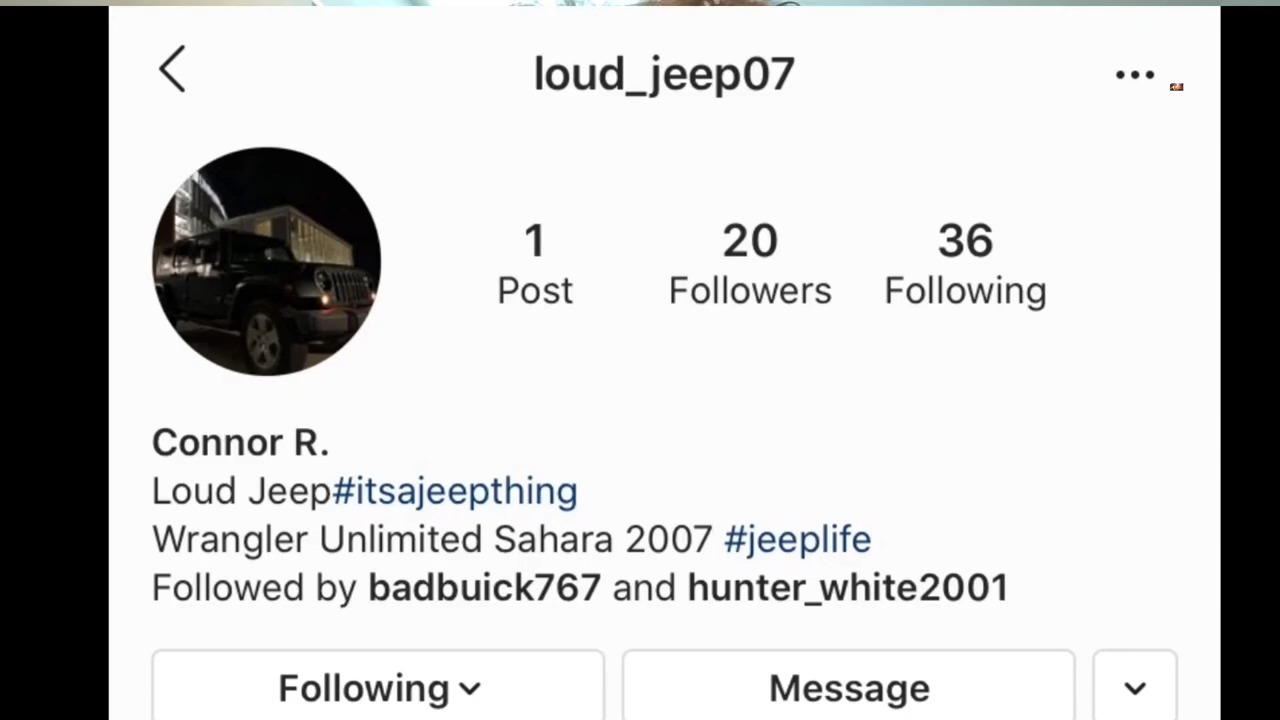 loud_jeep07
1
20
36
Post
Followers
Following
Connor R.
Loud Jeep#itsajeepthing
Wrangler Unlimited Sahara 2007 #jeeplife
Followed by badbuick767 and hunter_white2001
Following
Message